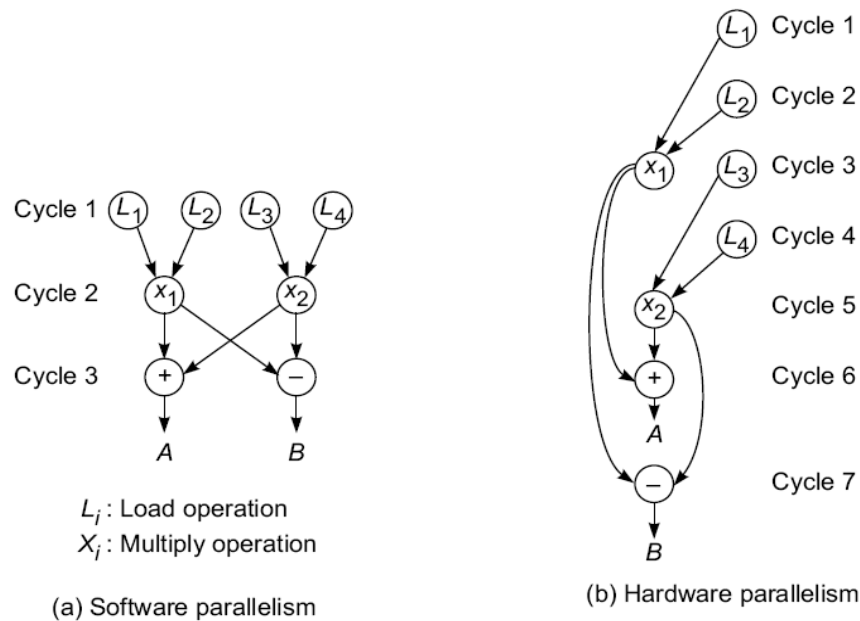 Cycle 1 L1 L2 L3 L4
Cycle 2 x1 x2
Cycle 3 + −
A B
Li : Load operation
Xi : Multiply operation
(a) Software parallelism
L1 Cycle 1
L2 Cycle 2
x1 L3 Cycle 3
L4 Cycle 4
x2 Cycle 5
+ Cycle 6
A
− Cycle 7
B
(b) Hardware parallelism